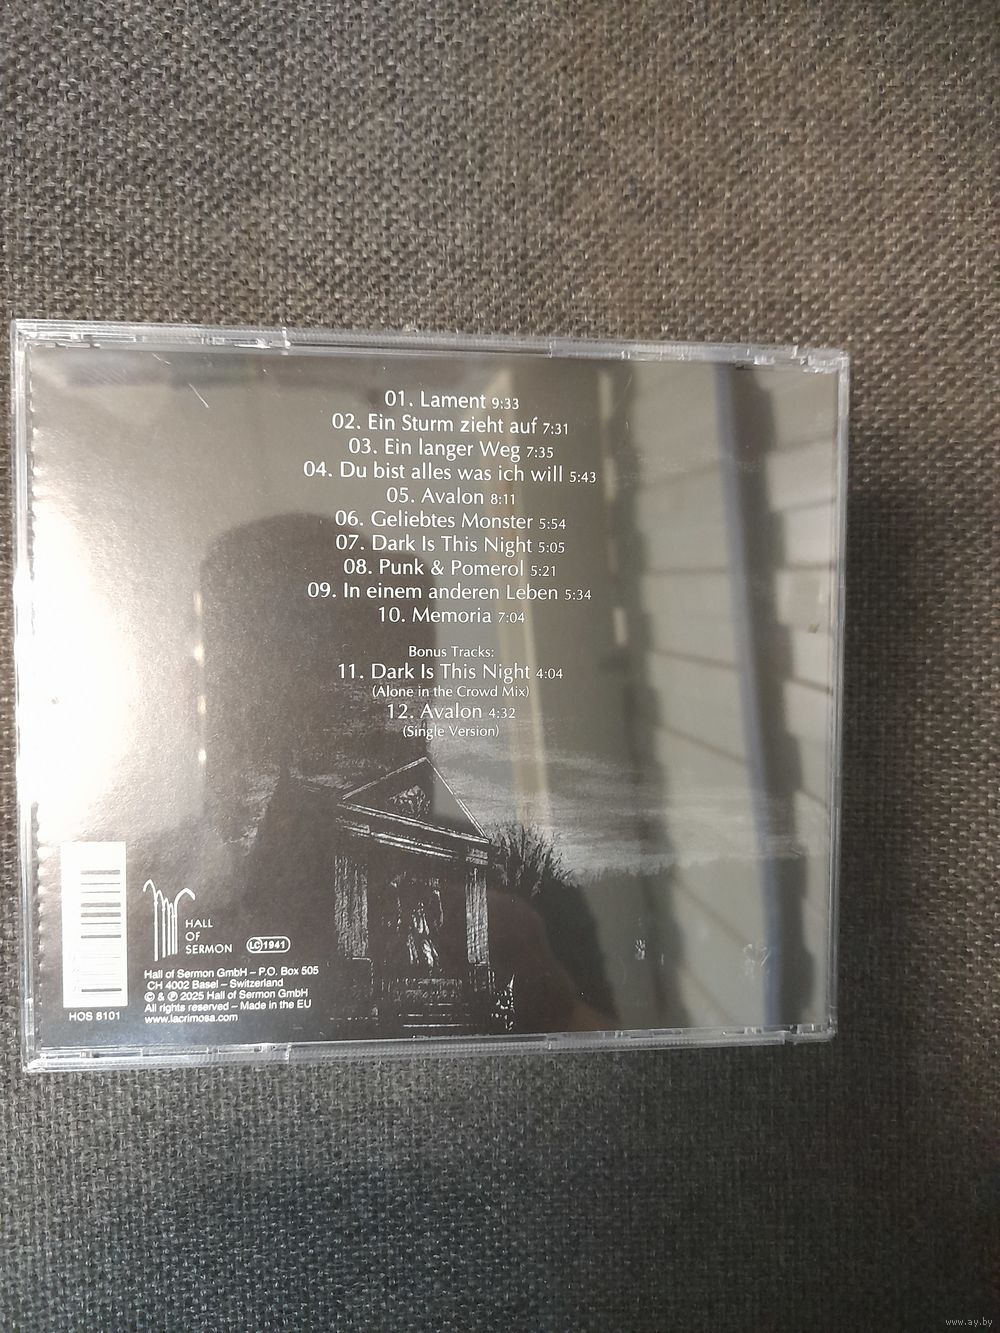 01. Lament 9:33
02. Ein Sturm zieht auf 7:31
03. Ein langer Weg 7:35
04. Du bist alles was ich will 5:43
05. Avalon 8:11
06. Geliebtes Monster 5:54
07. Dark Is This Night 5:05
08. Punk & Pomerol 5:21
09. In einem anderen Leben 5:34
10. Memoria 7:04
Bonus Tracks:
11. Dark Is This Night 4:04
(Alone in the Crowd Mix)
12. Avalon 4:32
(Single Version)
HALL
OF
SERMON
LC 1941
Hall of Sermon GmbH – P.O. Box 505
CH 4002 Basel – Switzerland
© & ℗ 2025 Hall of Sermon GmbH
All rights reserved – Made in the EU
www.lacrimosa.com
HOS 8101
www.ay.by